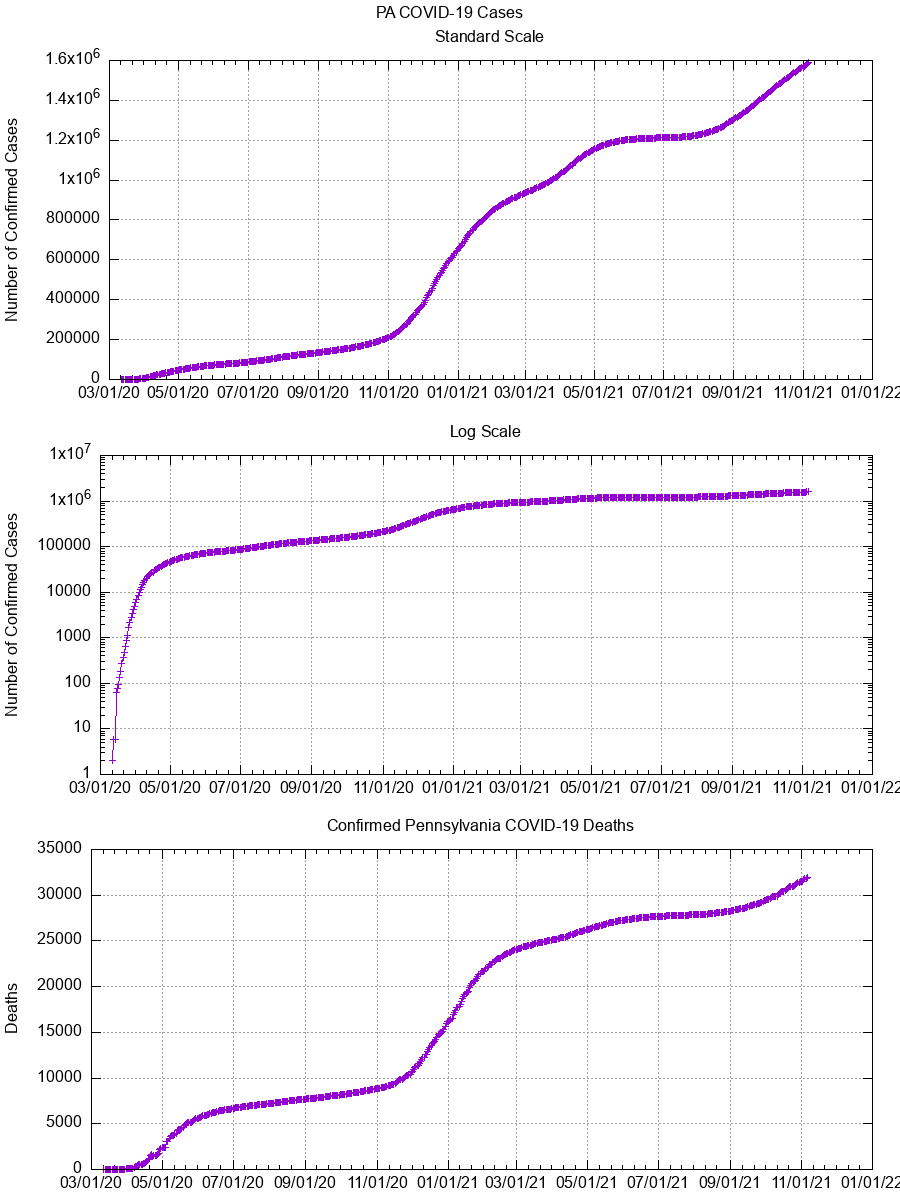 PA COVID-19 Cases
Standard Scale
Number of Confirmed Cases
1.6x10^6
1.4x10^6
1.2x10^6
1x10^6
800000
600000
400000
200000
0
03/01/20 05/01/20 07/01/20 09/01/20 11/01/20 01/01/21 03/01/21 05/01/21 07/01/21 09/01/21 11/01/21 01/01/22
Log Scale
Number of Confirmed Cases
1x10^7
1x10^6
100000
10000
1000
100
10
1
03/01/20 05/01/20 07/01/20 09/01/20 11/01/20 01/01/21 03/01/21 05/01/21 07/01/21 09/01/21 11/01/21 01/01/22
Confirmed Pennsylvania COVID-19 Deaths
Deaths
35000
30000
25000
20000
15000
10000
5000
0
03/01/20 05/01/20 07/01/20 09/01/20 11/01/20 01/01/21 03/01/21 05/01/21 07/01/21 09/01/21 11/01/21 01/01/22